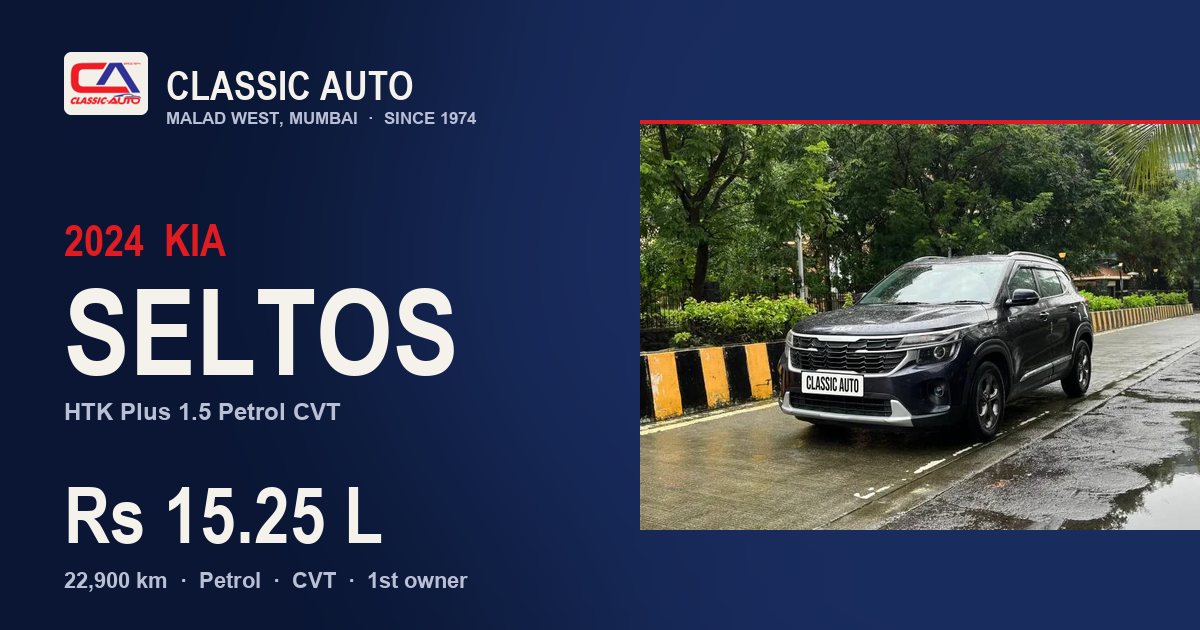 CA
CLASSIC-AUTO
CLASSIC AUTO
MALAD WEST, MUMBAI · SINCE 1974
2024 KIA
SELTOS
HTK Plus 1.5 Petrol CVT
Rs 15.25 L
22,900 km · Petrol · CVT · 1st owner
CLASSIC AUTO